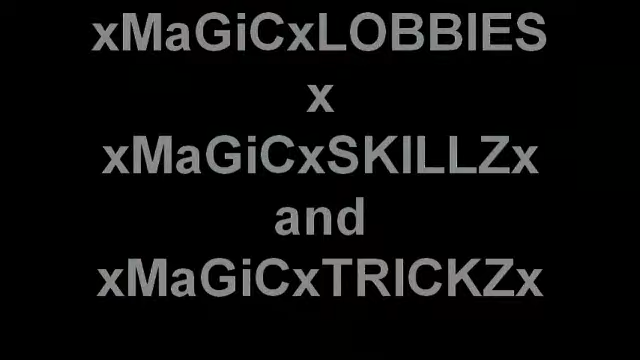 xMaGiCxLOBBIES
x
xMaGiCxSKILLZx
and
xMaGiCxTRICKZx